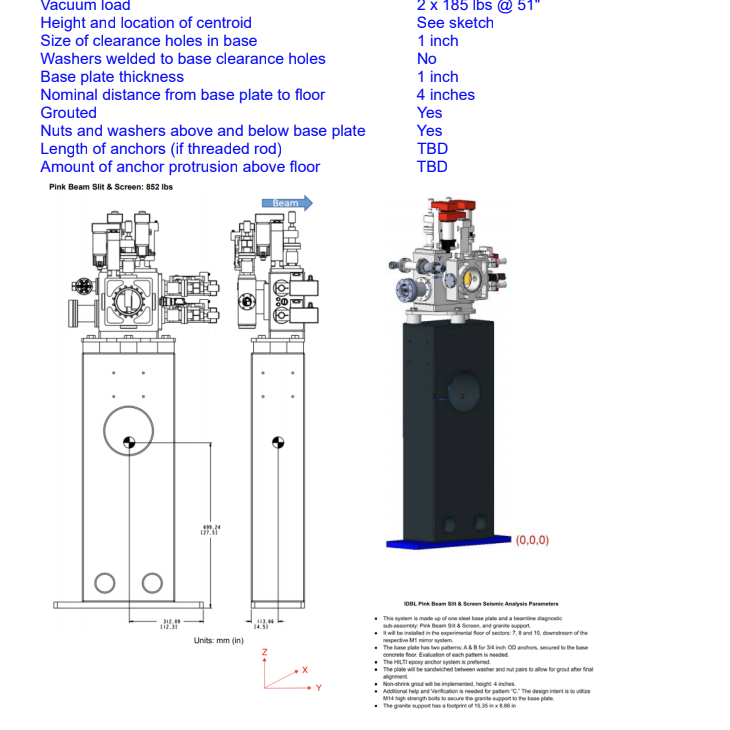 Vacuum load 2 x 185 lbs @ 51"
Height and location of centroid See sketch
Size of clearance holes in base 1 inch
Washers welded to base clearance holes No
Base plate thickness 1 inch
Nominal distance from base plate to floor 4 inches
Grouted Yes
Nuts and washers above and below base plate Yes
Length of anchors (if threaded rod) TBD
Amount of anchor protrusion above floor TBD
Pink Beam Slit & Screen: 852 lbs
Beam
698.24
[27.5]
(0,0,0)
312.09
[12.3]
113.66
[4.5]
Units: mm (in)
Z
X
Y
IDBL Pink Beam Slit & Screen Seismic Analysis Parameters
• This system is made up of one steel base plate and a beamline diagnostic
sub-assembly: Pink Beam Slit & Screen, and granite support.
• It will be installed in the experimental floor of sectors: 7, 8 and 10, downstream of the
respective M1 mirror system.
• The base plate has two patterns: A & B for 3/4 inch OD anchors, secured to the base
concrete floor. Evaluation of each pattern is needed.
• The HILTI epoxy anchor system is preferred.
• The plate will be sandwiched between washer and nut pairs to allow for grout after final
alignment.
• Non-shrink grout will be implemented, height: 4 inches.
• Additional help and Verification is needed for pattern "C." The design intent is to utilize
M14 high strength bolts to secure the granite support to the base plate.
• The granite support has a footprint of 15.35 in x 8.86 in